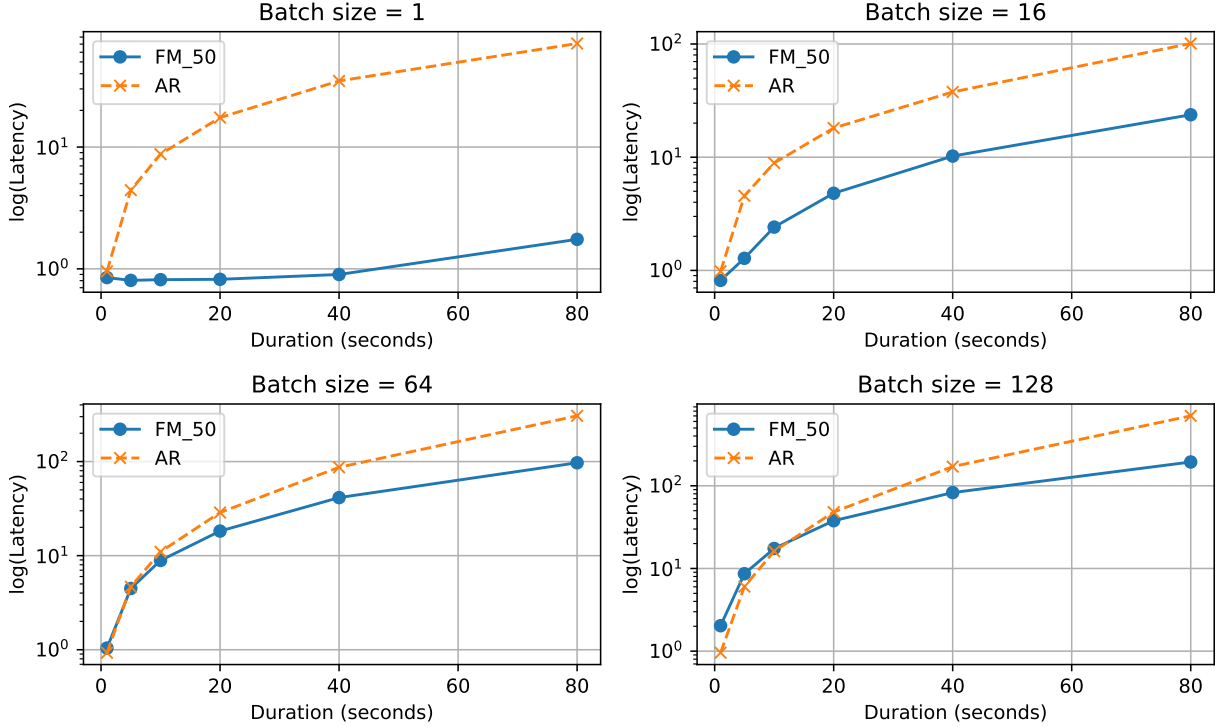 Batch size = 1
FM_50
AR
10^1
10^0
log(Latency)
0 20 40 60 80
Duration (seconds)
Batch size = 16
FM_50
AR
10^2
10^1
10^0
log(Latency)
0 20 40 60 80
Duration (seconds)
Batch size = 64
FM_50
AR
10^2
10^1
10^0
log(Latency)
0 20 40 60 80
Duration (seconds)
Batch size = 128
FM_50
AR
10^2
10^1
10^0
log(Latency)
0 20 40 60 80
Duration (seconds)